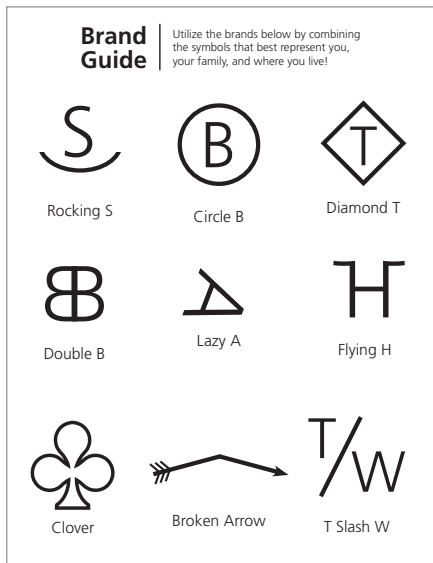 Brand
Guide
Utilize the brands below by combining
the symbols that best represent you,
your family, and where you live!
S
B
T
Rocking S
Circle B
Diamond T
BB
A
H
Double B
Lazy A
Flying H
T/W
Clover
Broken Arrow
T Slash W